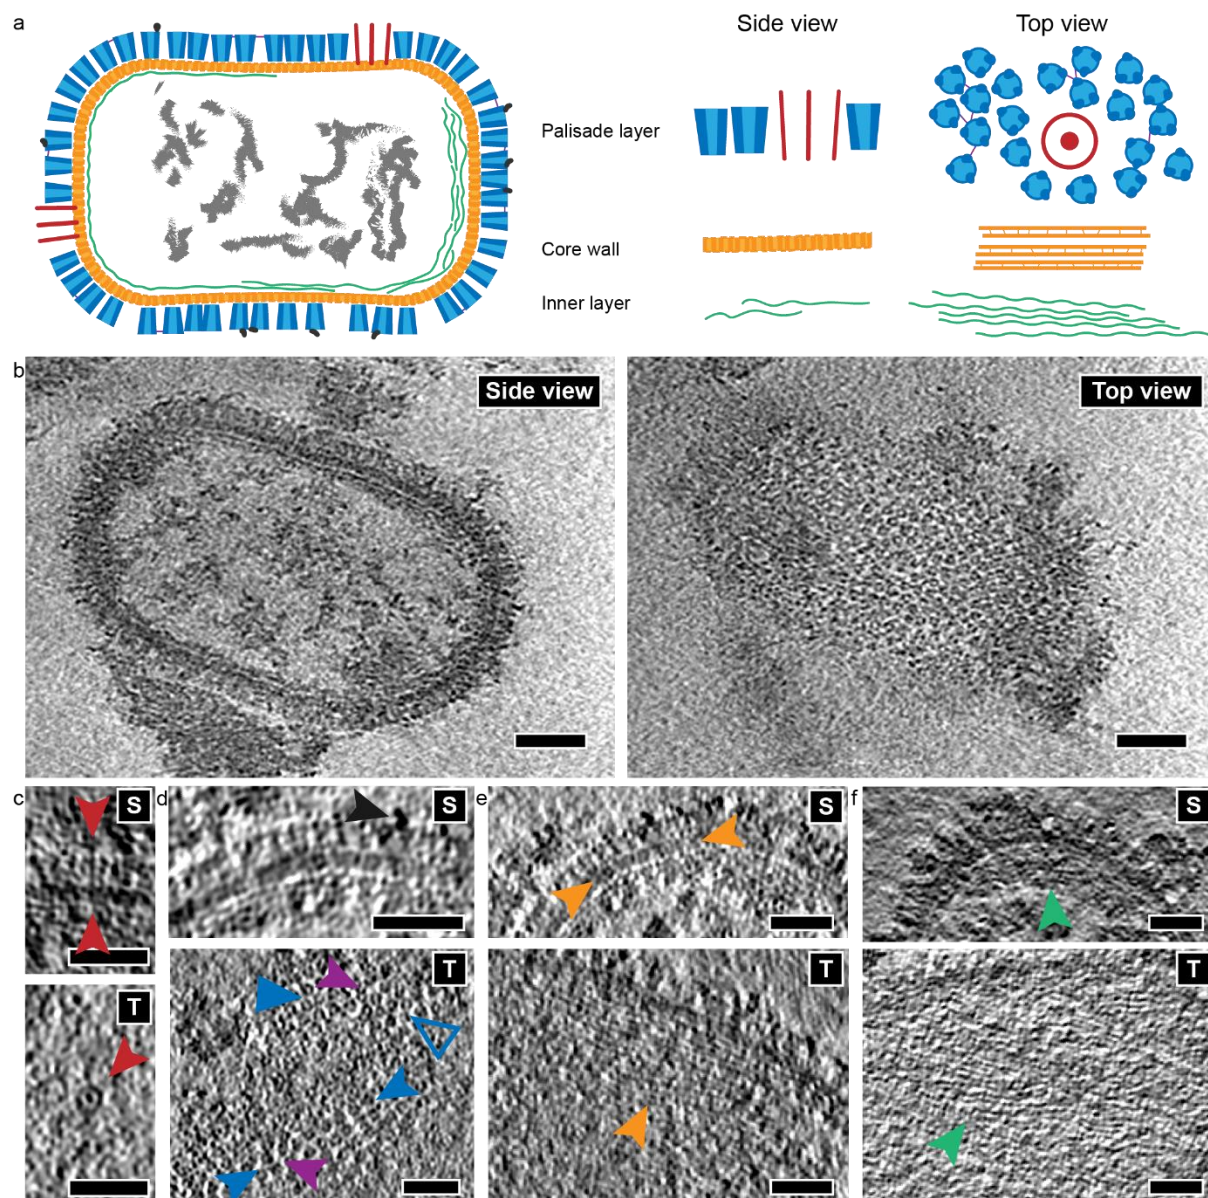 a
Side view
Top view
Palisade layer
Core wall
Inner layer
b
Side view
Top view
c
S
d
S
e
S
f
S
T
T
T
T